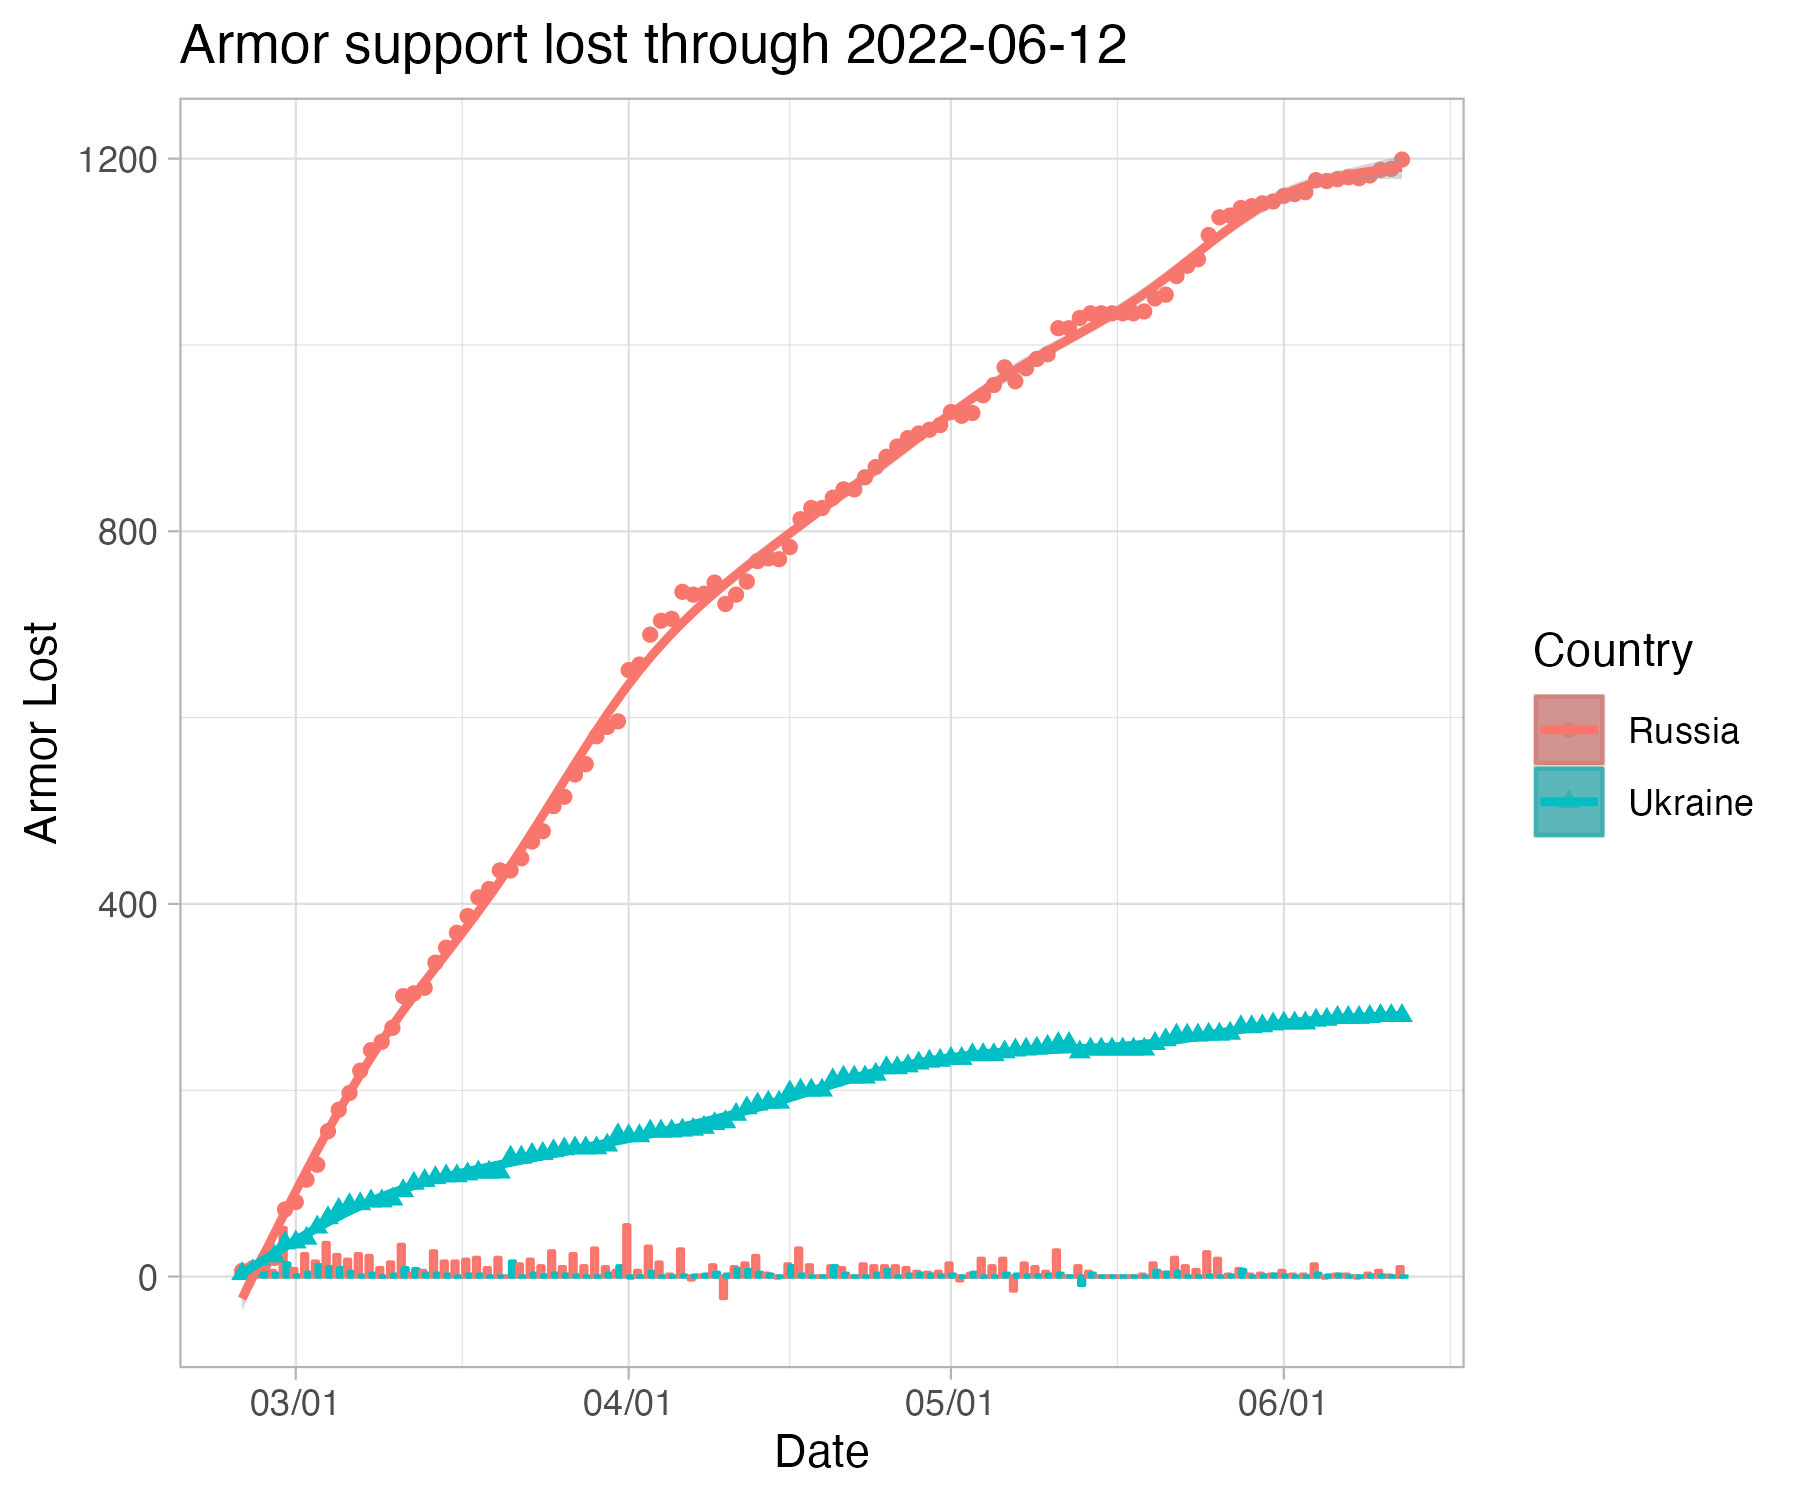 Armor support lost through 2022-06-12
1200
800
400
0
Armor Lost
03/01
04/01
05/01
06/01
Date
Country
Russia
Ukraine